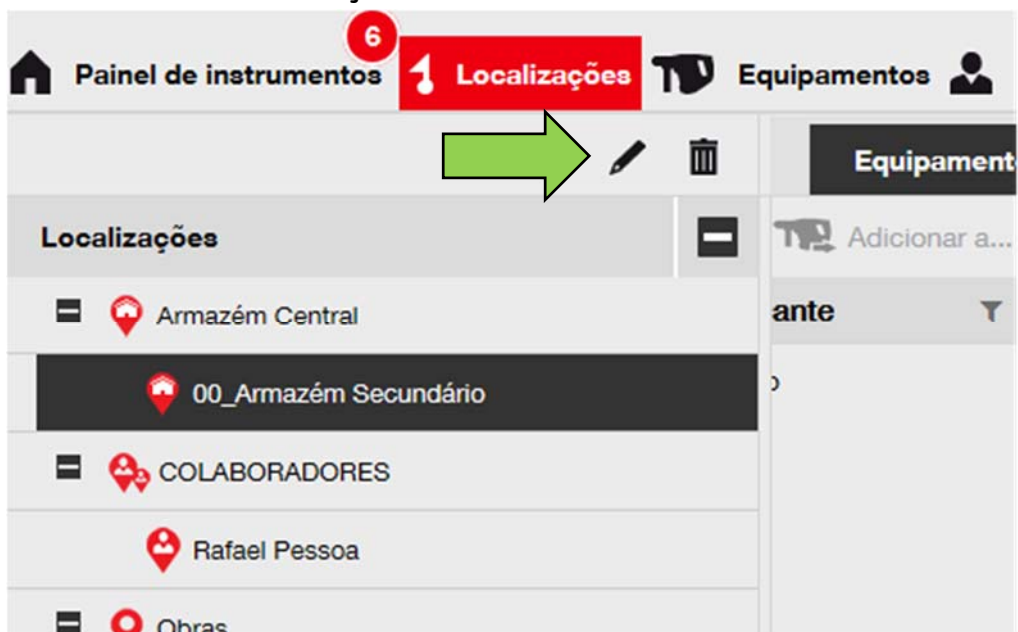 6
Painel de instrumentos Localizações Equipamentos
Equipament
Localizações
Adicionar a...
Armazém Central
ante
00_Armazém Secundário
COLABORADORES
Rafael Pessoa
Obras